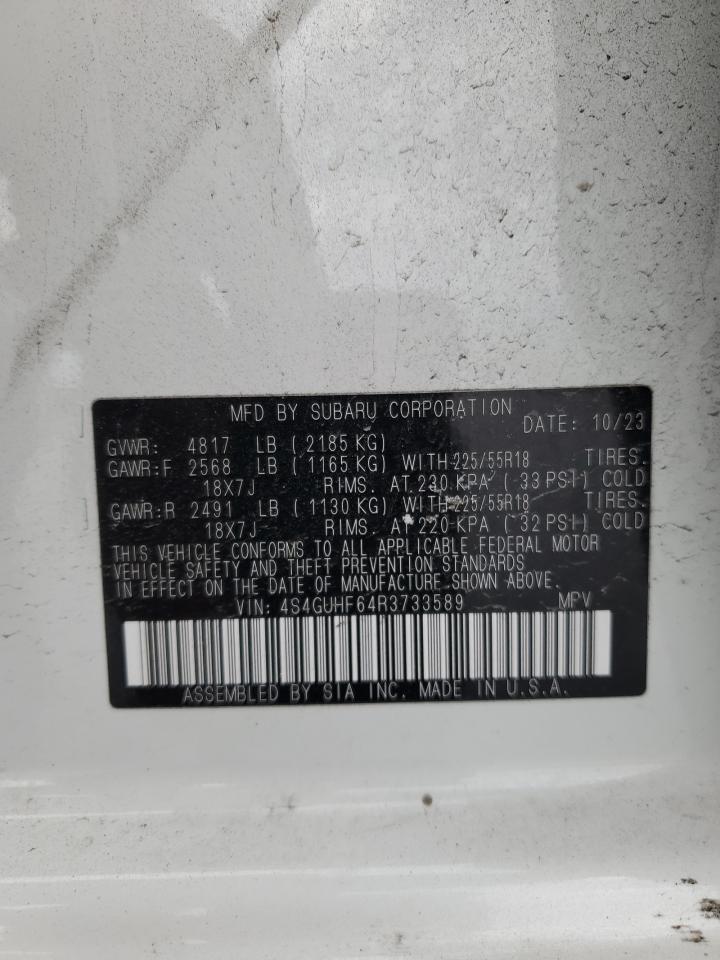 MFD BY SUBARU CORPORATION DATE: 10/23
GVWR: 4817 LB ( 2185 KG)
GAWR:F 2568 LB ( 1165 KG) WITH 225/55R18 TIRES.
18X7J RIMS AT 230 KPA ( 33 PSI) COLD
GAWR:R 2491 LB ( 1130 KG) WITH 225/55R18 TIRES.
18X7J RIMS AT 220 KPA ( 32 PSI) COLD
THIS VEHICLE CONFORMS TO ALL APPLICABLE FEDERAL MOTOR
VEHICLE SAFETY AND THEFT PREVENTION STANDARDS
IN EFFECT ON THE DATE OF MANUFACTURE SHOWN ABOVE.
VIN: 4S4GUHF64R3733589 MPV
ASSEMBLED BY SIA INC. MADE IN U.S.A.